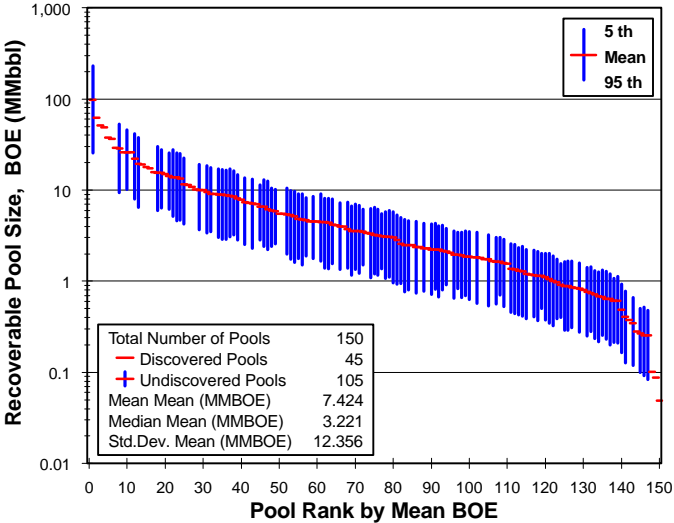 Recoverable Pool Size, BOE (MMbbl)
1,000
100
10
1
0.1
0.01
5 th
Mean
95 th
Total Number of Pools 150
Discovered Pools 45
Undiscovered Pools 105
Mean Mean (MMBOE) 7.424
Median Mean (MMBOE) 3.221
Std.Dev. Mean (MMBOE) 12.356
0 10 20 30 40 50 60 70 80 90 100 110 120 130 140 150
Pool Rank by Mean BOE